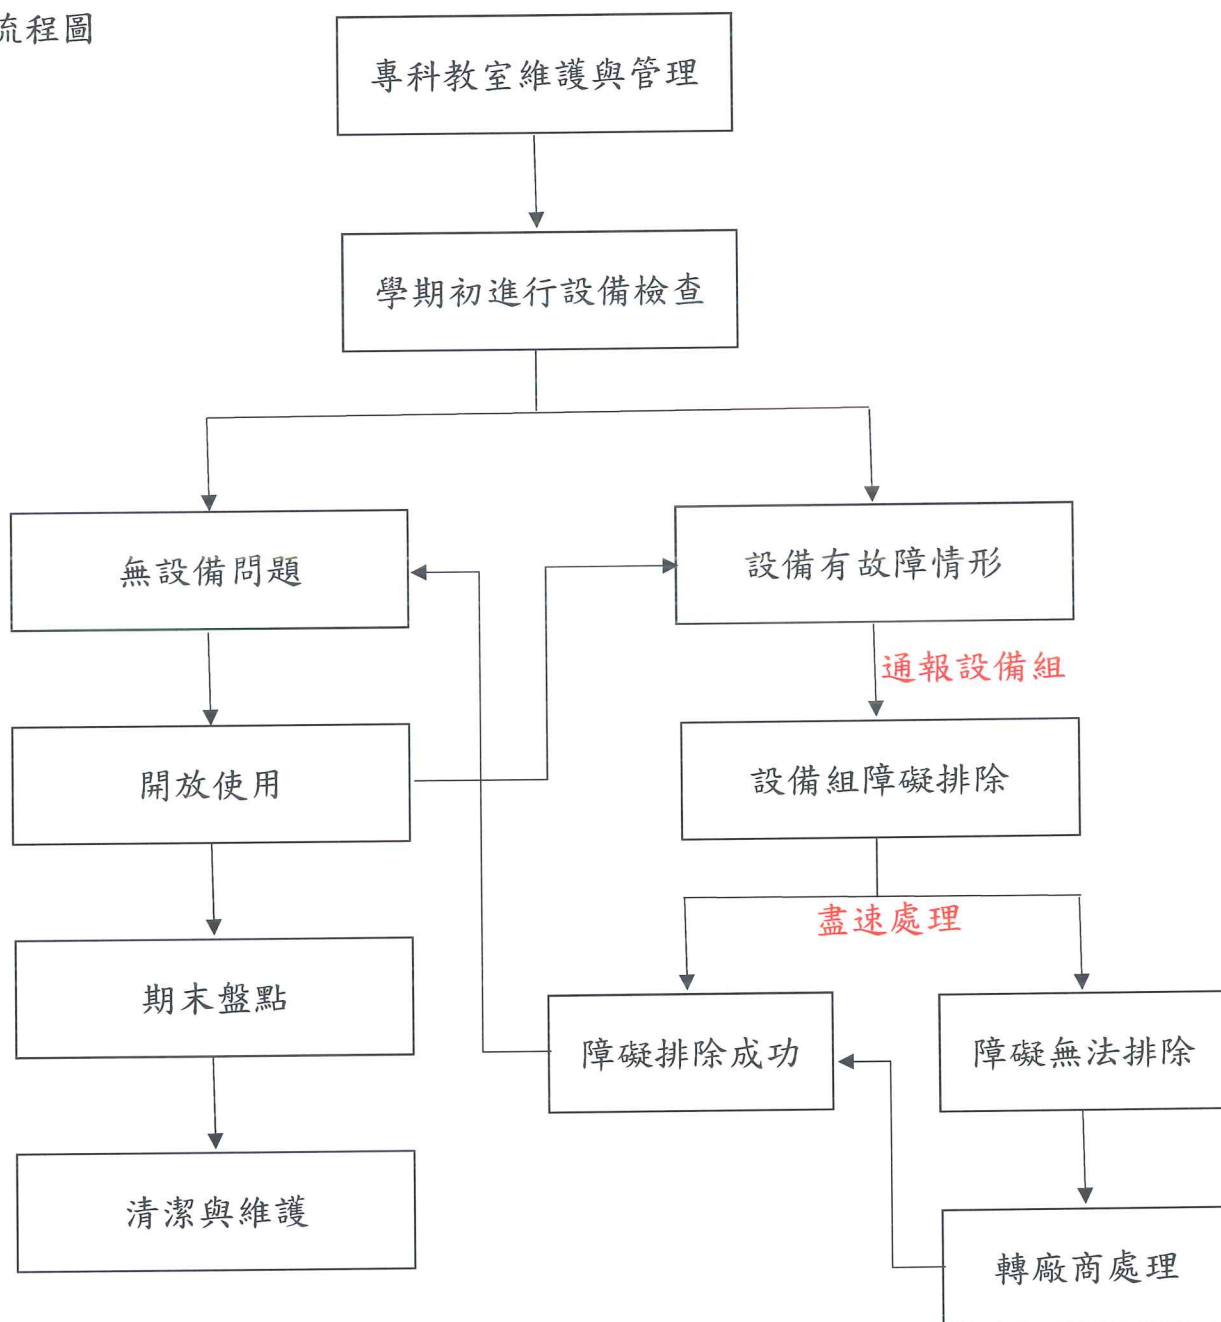 流程圖
專科教室維護與管理
學期初進行設備檢查
無設備問題
設備有故障情形
通報設備組
開放使用
設備組障礙排除
盡速處理
期末盤點
障礙排除成功
障礙無法排除
清潔與維護
轉廠商處理